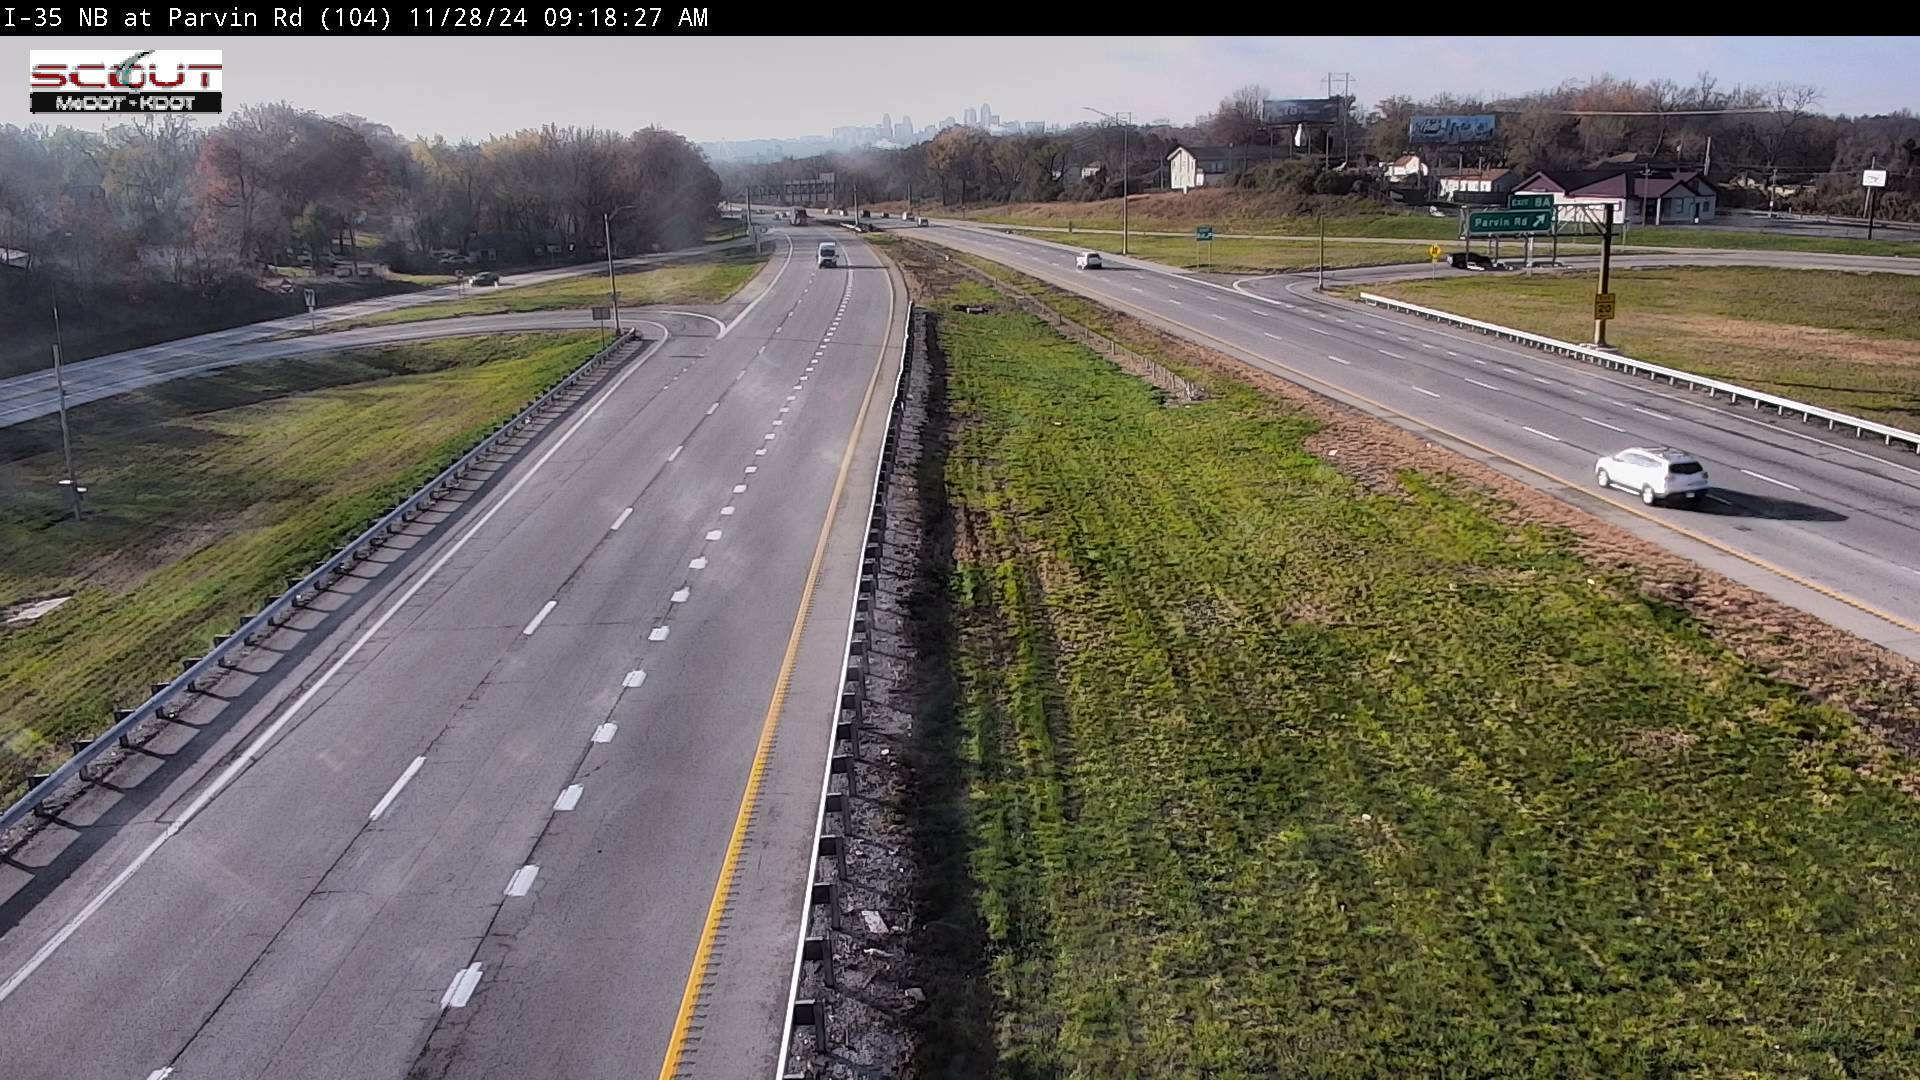 I-35 NB at Parvin Rd (104) 11/28/24 09:18:27 AM
SCOUT
MoDOT - KDOT
EXIT 8A
Parvin Rd
20